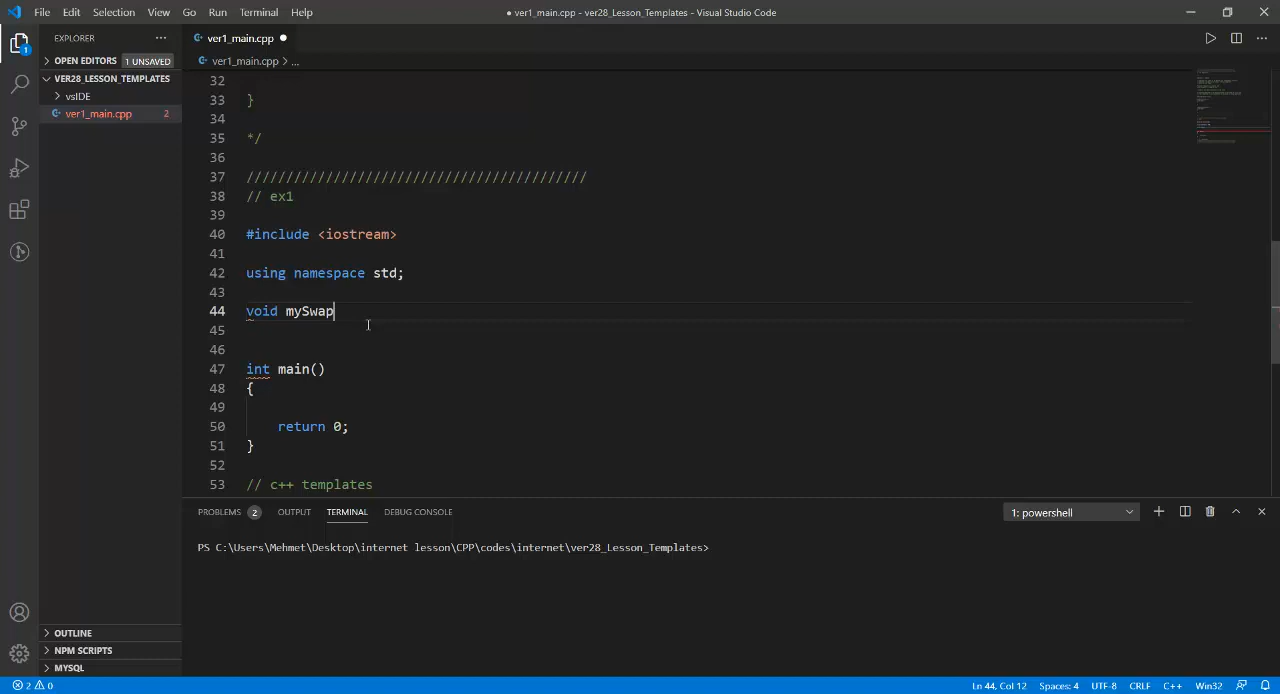 File Edit Selection View Go Run Terminal Help
● ver1_main.cpp - ver28_Lesson_Templates - Visual Studio Code
EXPLORER ...
OPEN EDITORS 1 UNSAVED
VER28_LESSON_TEMPLATES
vsIDE
ver1_main.cpp 2
OUTLINE
NPM SCRIPTS
MYSQL
1
ver1_main.cpp ●
ver1_main.cpp > ...
32
33 }
34
35 */
36
37 ///////////////////////////////////////////
38 // ex1
39
40 #include <iostream>
41
42 using namespace std;
43
44 void mySwap
45
46
47 int main()
48 {
49
50 return 0;
51 }
52
53 // c++ templates
PROBLEMS 2 OUTPUT TERMINAL DEBUG CONSOLE 1: powershell
PS C:\Users\Mehmet\Desktop\internet lesson\CPP\codes\internet\ver28_Lesson_Templates>
2 0 Ln 44, Col 12 Spaces: 4 UTF-8 CRLF C++ Win32